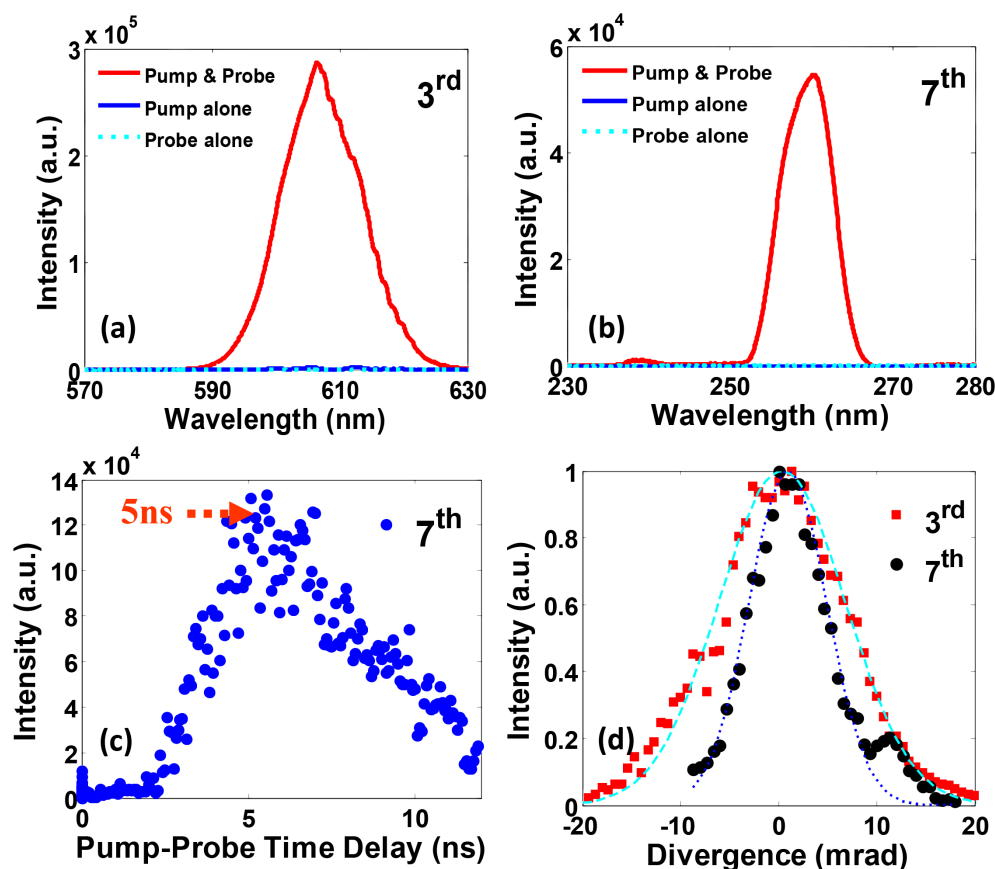 x 10^5
3
2
1
0
Intensity (a.u.)
Pump & Probe
Pump alone
Probe alone
3rd
(a)
570 590 610 630
Wavelength (nm)
x 10^4
6
4
2
0
Intensity (a.u.)
Pump & Probe
Pump alone
Probe alone
7th
(b)
230 250 270 280
Wavelength (nm)
x 10^4
14
12
10
8
6
4
2
0
Intensity (a.u.)
5ns
7th
(c)
0 5 10
Pump-Probe Time Delay (ns)
1
0.8
0.6
0.4
0.2
0
Intensity (a.u.)
3rd
7th
(d)
-20 -10 0 10 20
Divergence (mrad)